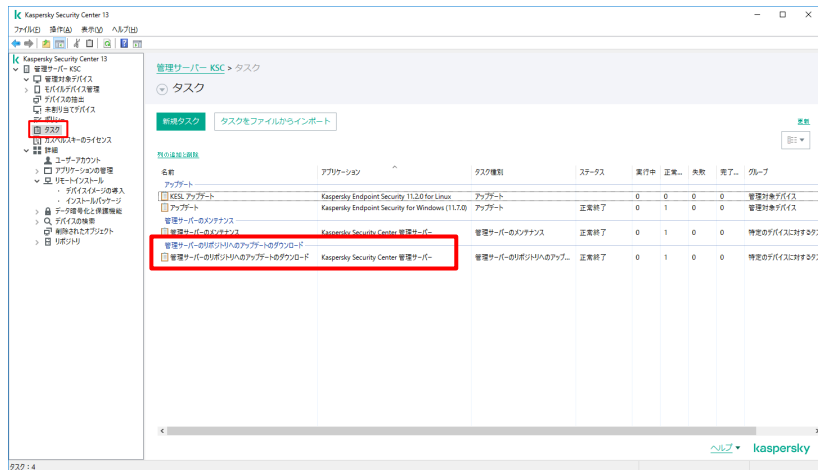 Kaspersky Security Center 13
ファイル(F) 操作(A) 表示(V) ヘルプ(H)
Kaspersky Security Center 13
管理サーバー KSC
管理対象デバイス
モバイルデバイス管理
デバイスの抽出
未割り当てデバイス
ポリシー
タスク
カスペルスキーのライセンス
詳細
ユーザーアカウント
アプリケーションの管理
リモートインストール
・ デバイスイメージの導入
・ インストールパッケージ
データ暗号化と保護機能
デバイスの検索
削除されたオブジェクト
リポジトリ
管理サーバー KSC > タスク
タスク
新規タスク タスクをファイルからインポート
更新
列の追加と削除
名前 アプリケーション タスク種別 ステータス 実行中 正常... 失敗 完了... グループ
アップデート
KESL アップデート Kaspersky Endpoint Security 11.2.0 for Linux アップデート 0 0 0 0 管理対象デバイス
アップデート Kaspersky Endpoint Security for Windows (11.7.0) アップデート 正常終了 0 1 0 0 管理対象デバイス
管理サーバーのメンテナンス
管理サーバーのメンテナンス Kaspersky Security Center 管理サーバー 管理サーバーのメンテナンス 正常終了 0 1 0 0 特定のデバイスに対するタス
管理サーバーのリポジトリへのアップデートのダウンロード
管理サーバーのリポジトリへのアップデートのダウンロード Kaspersky Security Center 管理サーバー 管理サーバーのリポジトリへのアップ... 正常終了 0 1 0 0 特定のデバイスに対するタス
ヘルプ kaspersky
タスク : 4